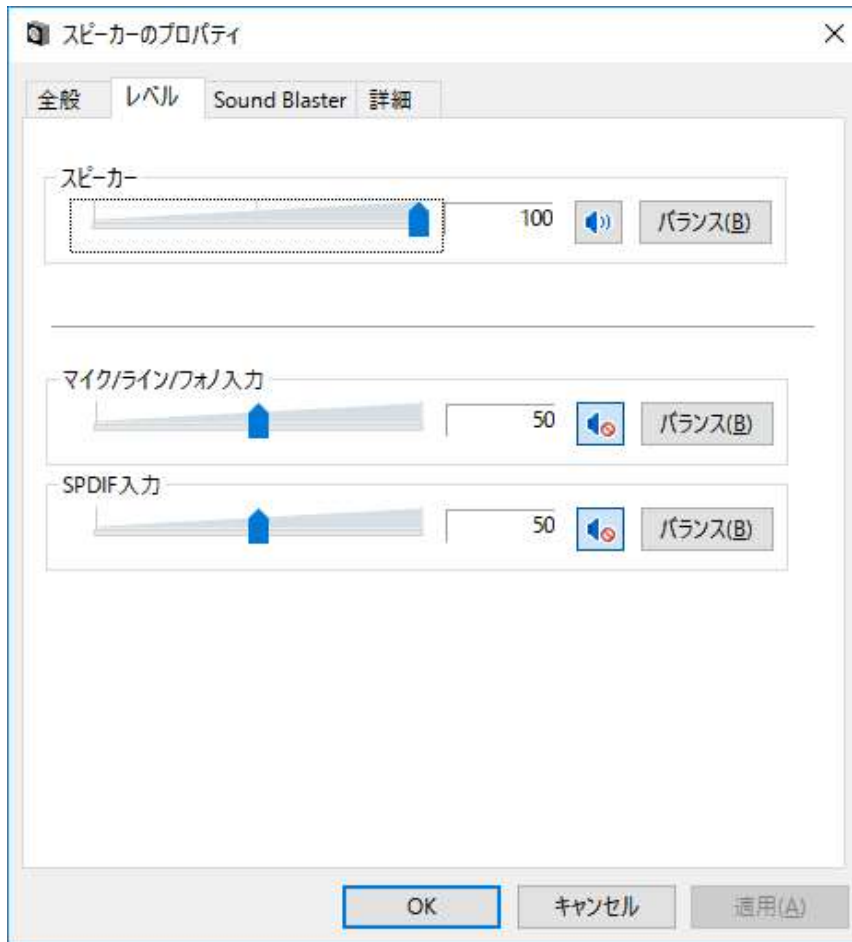 スピーカーのプロパティ
全般 レベル Sound Blaster 詳細
スピーカー
100 バランス(B)
マイク/ライン/フォノ入力
50 バランス(B)
SPDIF入力
50 バランス(B)
OK キャンセル 適用(A)